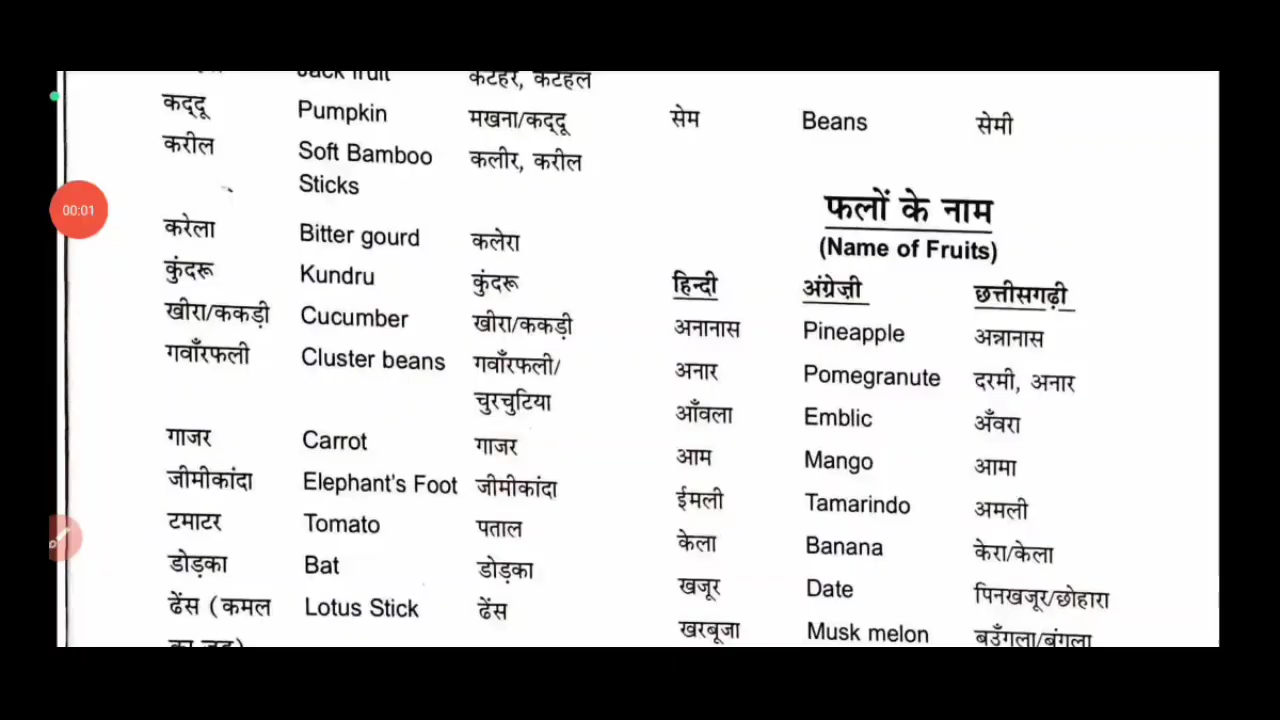 Jack fruit कटहर, कटहल
कद्दू Pumpkin मखना/कद्दू
करील Soft Bamboo कलीर, करील
Sticks
करेला Bitter gourd कलेरा
कुंदरू Kundru कुंदरू
खीरा/ककड़ी Cucumber खीरा/ककड़ी
गवाँरफली Cluster beans गवाँरफली/
चुरचुटिया
गाजर Carrot गाजर
जीमीकांदा Elephant's Foot जीमीकांदा
टमाटर Tomato पताल
डोड़का Bat डोड़का
ढेंस (कमल Lotus Stick ढेंस
सेम Beans सेमी
फलों के नाम
(Name of Fruits)
हिन्दी अंग्रेज़ी छत्तीसगढ़ी
अनानास Pineapple अन्नानास
अनार Pomegranute दरमी, अनार
आँवला Emblic अँवरा
आम Mango आमा
ईमली Tamarindo अमली
केला Banana केरा/केला
खजूर Date पिनखजूर/छोहारा
खरबूजा Musk melon बउँगला/बंगला
00:01